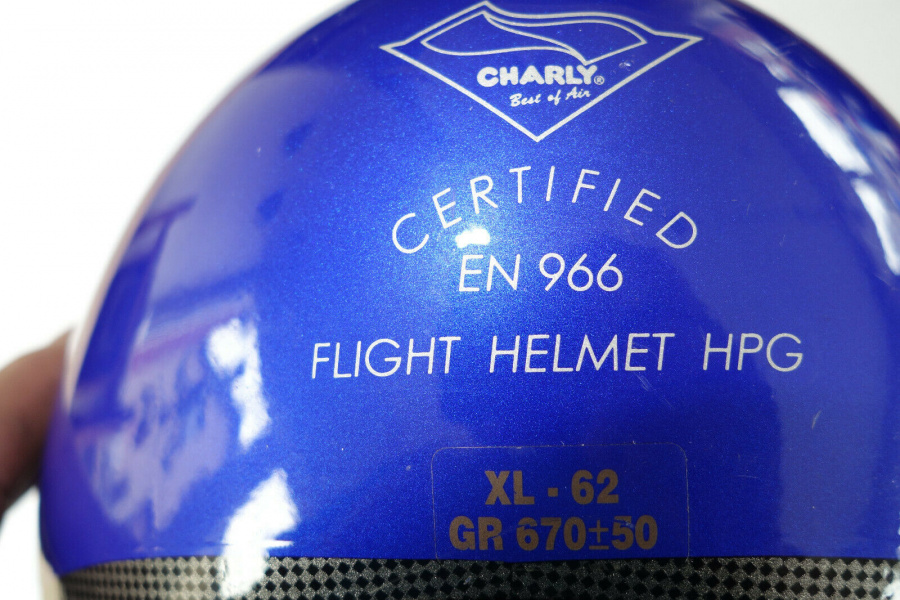 CHARLY®
Best of Air
CERTIFIED
EN 966
FLIGHT HELMET HPG
XL - 62
GR 670±50